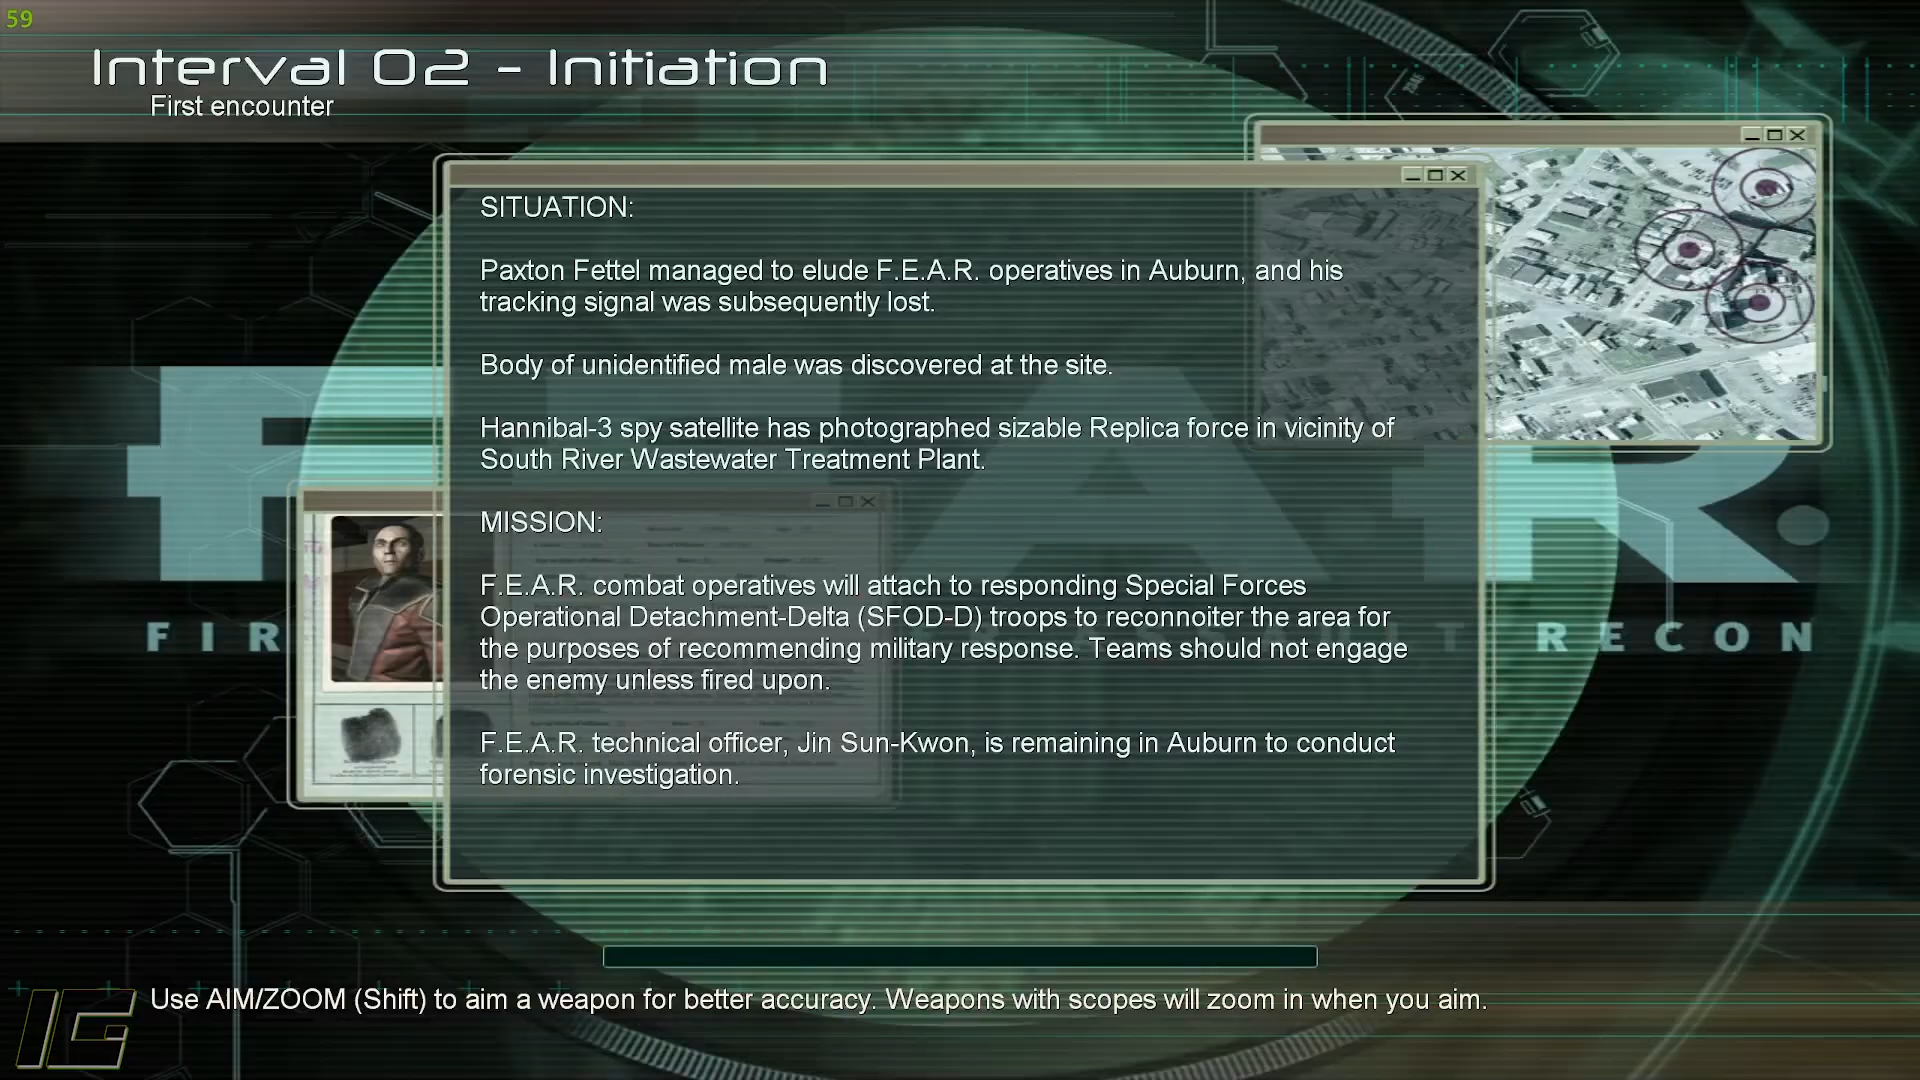 59
Interval 02 - Initiation
First encounter
SITUATION:
Paxton Fettel managed to elude F.E.A.R. operatives in Auburn, and his
tracking signal was subsequently lost.
Body of unidentified male was discovered at the site.
Hannibal-3 spy satellite has photographed sizable Replica force in vicinity of
South River Wastewater Treatment Plant.
MISSION:
F.E.A.R. combat operatives will attach to responding Special Forces
Operational Detachment-Delta (SFOD-D) troops to reconnoiter the area for
the purposes of recommending military response. Teams should not engage
the enemy unless fired upon.
F.E.A.R. technical officer, Jin Sun-Kwon, is remaining in Auburn to conduct
forensic investigation.
F.E.A.R.
FIR T RECON
Use AIM/ZOOM (Shift) to aim a weapon for better accuracy. Weapons with scopes will zoom in when you aim.